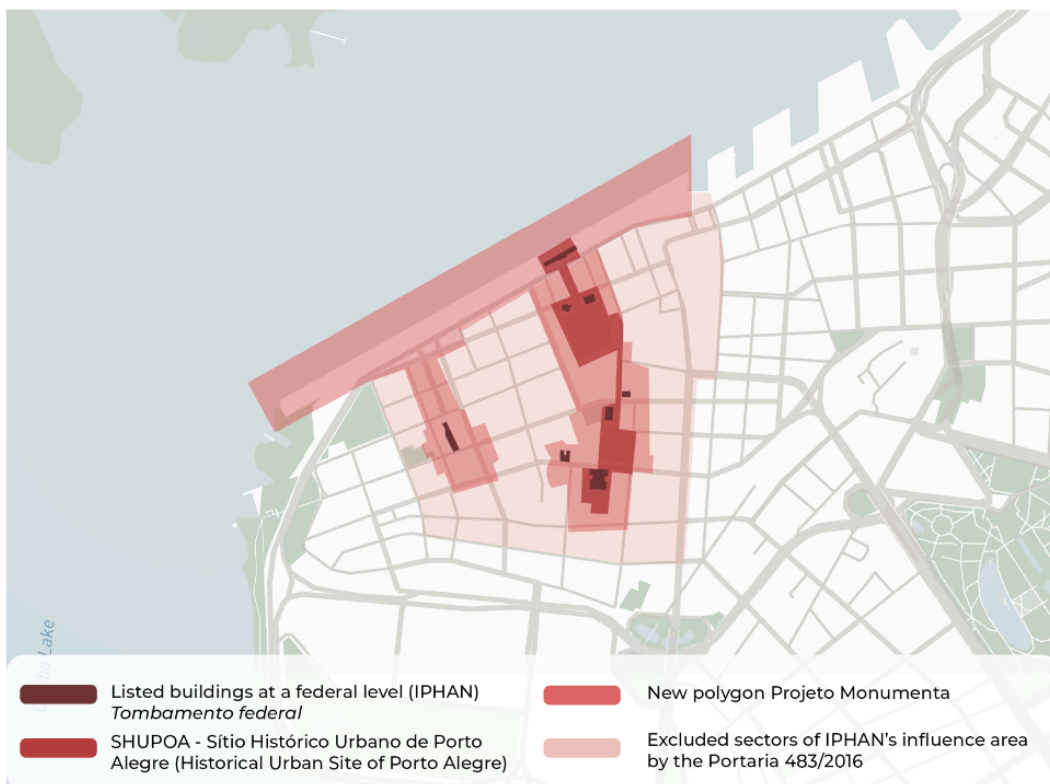 Lake
Listed buildings at a federal level (IPHAN)
Tombamento federal
SHUPOA - Sítio Histórico Urbano de Porto
Alegre (Historical Urban Site of Porto Alegre)
New polygon Projeto Monumenta
Excluded sectors of IPHAN's influence area
by the Portaria 483/2016